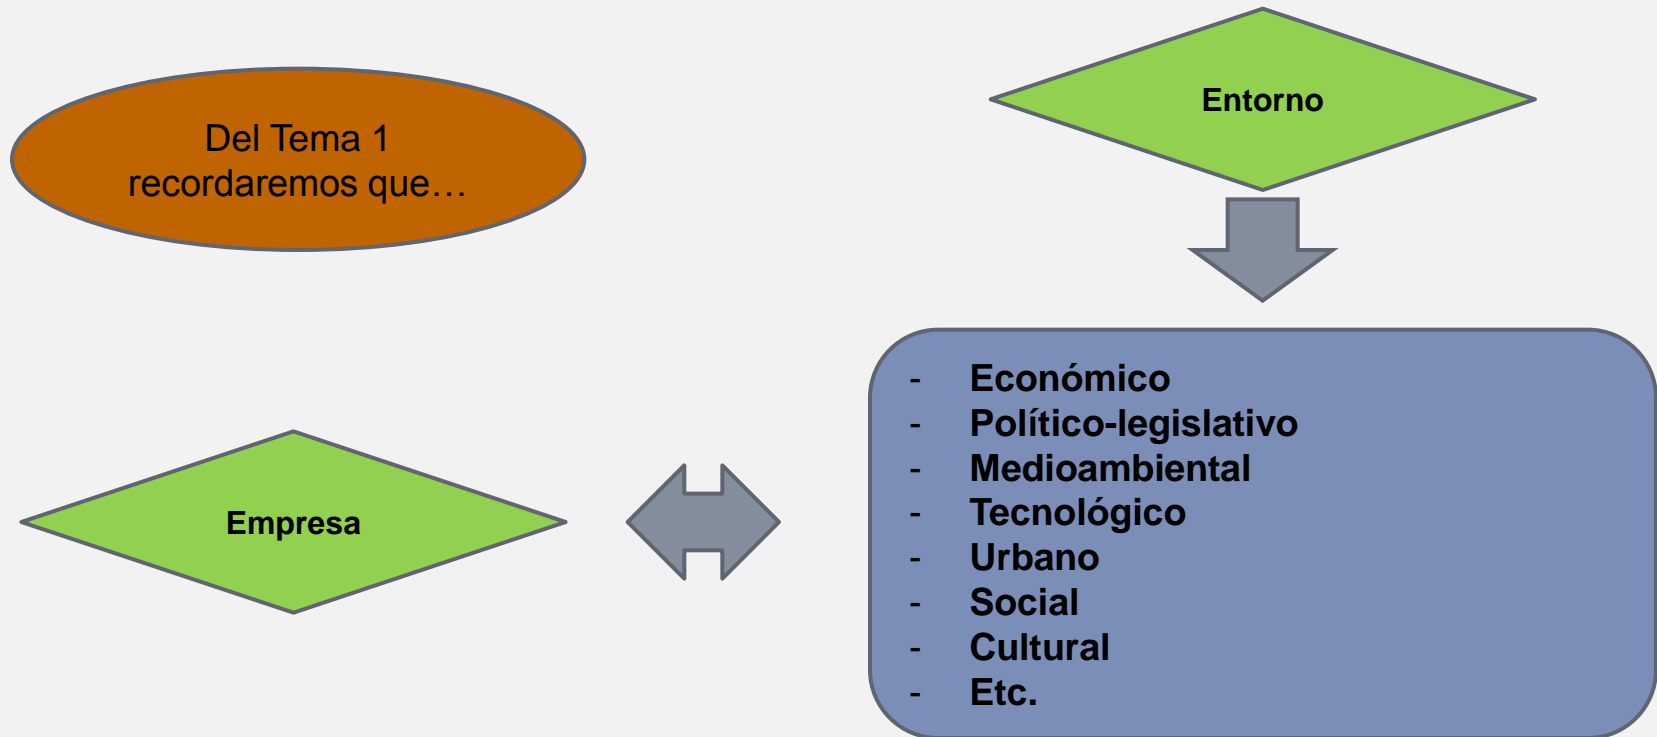 Del Tema 1
recordaremos que…
Entorno
Empresa
- Económico
- Político-legislativo
- Medioambiental
- Tecnológico
- Urbano
- Social
- Cultural
- Etc.